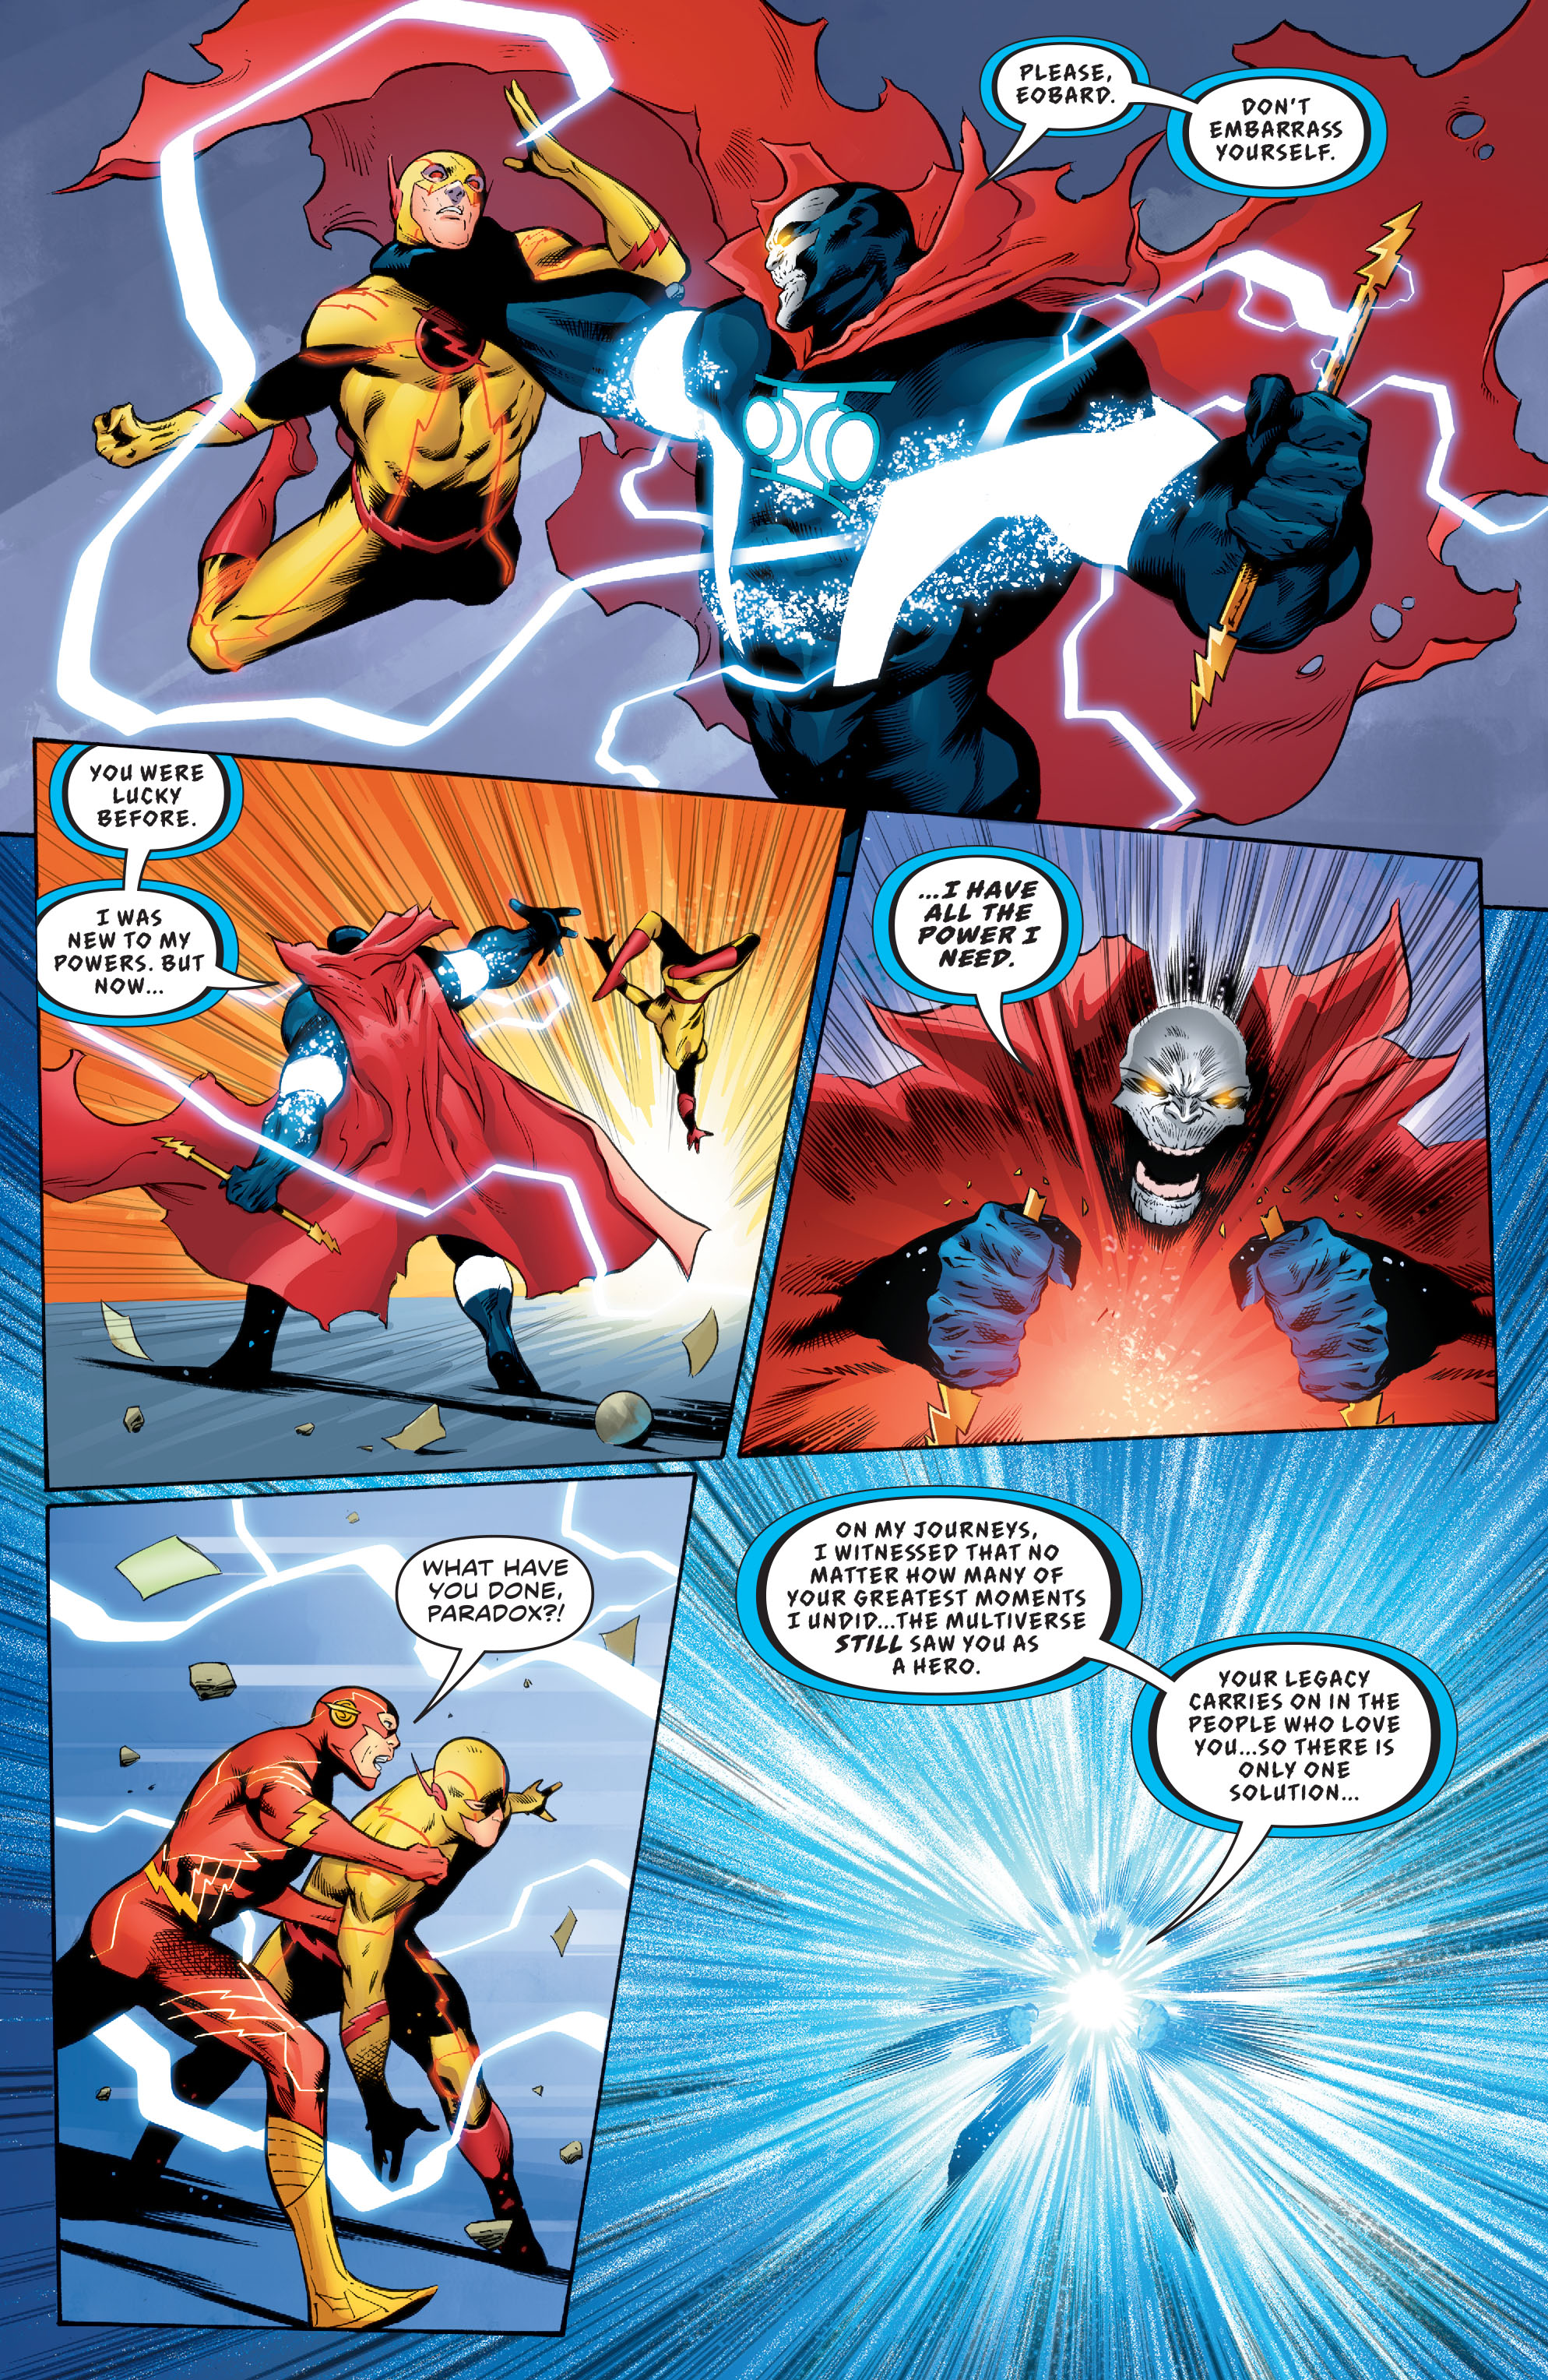 PLEASE,
EOBARD.
DON'T
EMBARRASS
YOURSELF.
YOU WERE
LUCKY
BEFORE.
I WAS
NEW TO MY
POWERS. BUT
NOW...
...I HAVE
ALL THE
POWER I
NEED.
WHAT HAVE
YOU DONE,
PARADOX?!
ON MY JOURNEYS,
I WITNESSED THAT NO
MATTER HOW MANY OF
YOUR GREATEST MOMENTS
I UNDID...THE MULTIVERSE
STILL SAW YOU AS
A HERO.
YOUR LEGACY
CARRIES ON IN THE
PEOPLE WHO LOVE
YOU...SO THERE IS
ONLY ONE
SOLUTION...